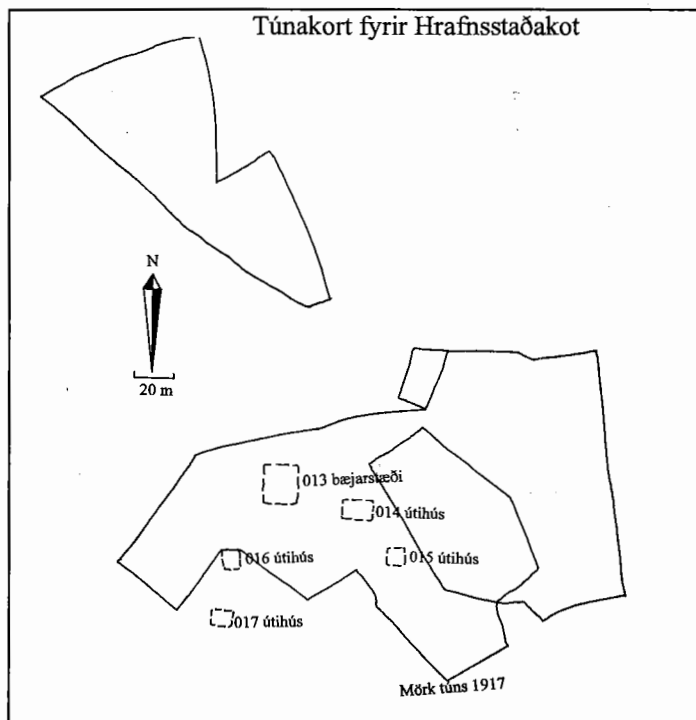 Túnakort fyrir Hrafnsstaðakot
N
20 m
013 bæjarstæði
014 útihús
016 útihús
015 útihús
017 útihús
Mörk túns 1917